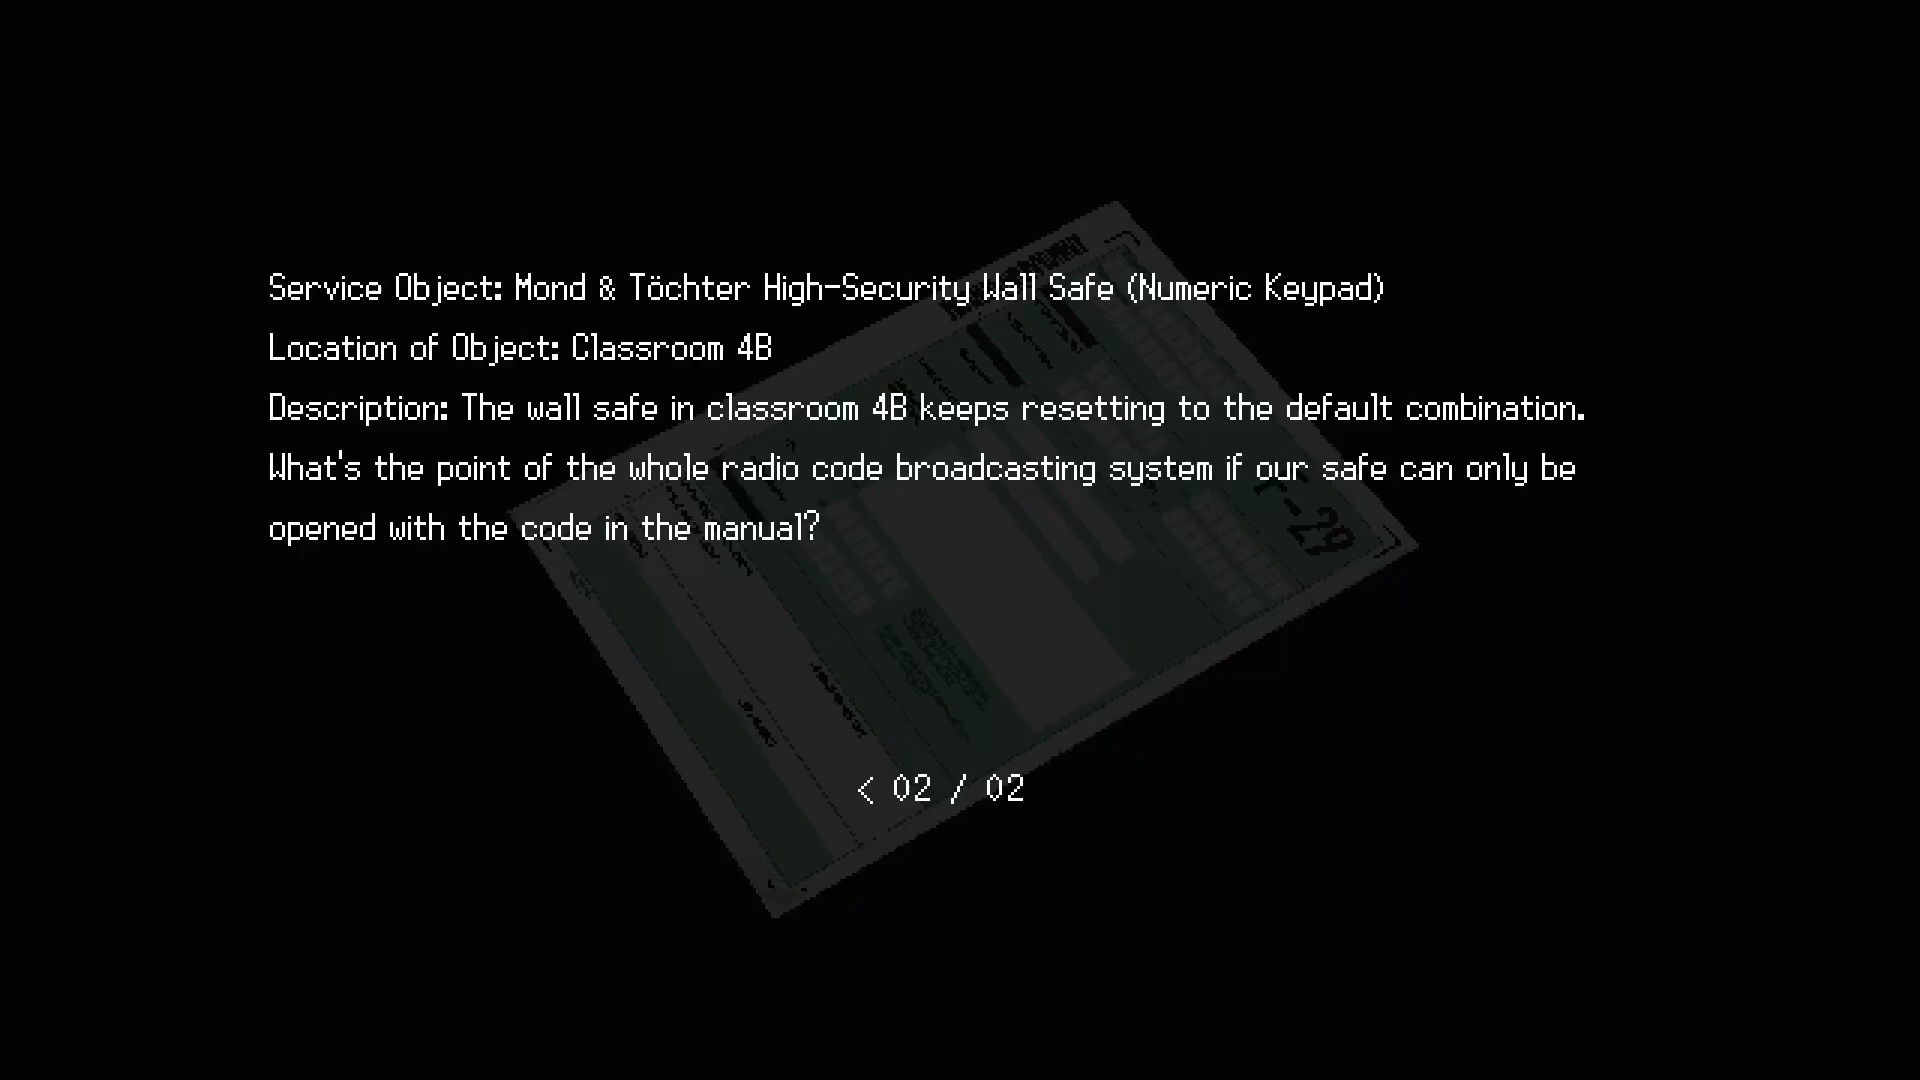 Service Object: Mond & Töchter High-Security Wall Safe (Numeric Keypad)
Location of Object: Classroom 4B
Description: The wall safe in classroom 4B keeps resetting to the default combination.
What's the point of the whole radio code broadcasting system if our safe can only be
opened with the code in the manual?
-29
< 02 / 02